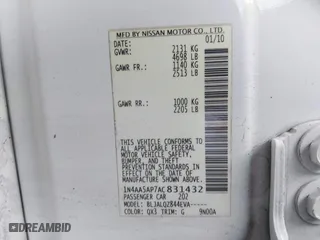 MFD BY NISSAN MOTOR CO., LTD.
DATE: 01/10
GVWR: 2131 KG
4698 LB
GAWR FR.: 1140 KG
2513 LB
GAWR RR.: 1000 KG
2205 LB
THIS VEHICLE CONFORMS TO
ALL APPLICABLE FEDERAL
MOTOR VEHICLE SAFETY,
BUMPER, AND THEFT
PREVENTION STANDARDS
IN EFFECT ON THE DATE OF
MANUFACTURE SHOWN ABOVE.
1N4AA5AP7AC831432
PASSENGER CAR 202
MODEL: BLJALQ2844EVA-----
COLOR: QX3 TRIM: G 9N00A